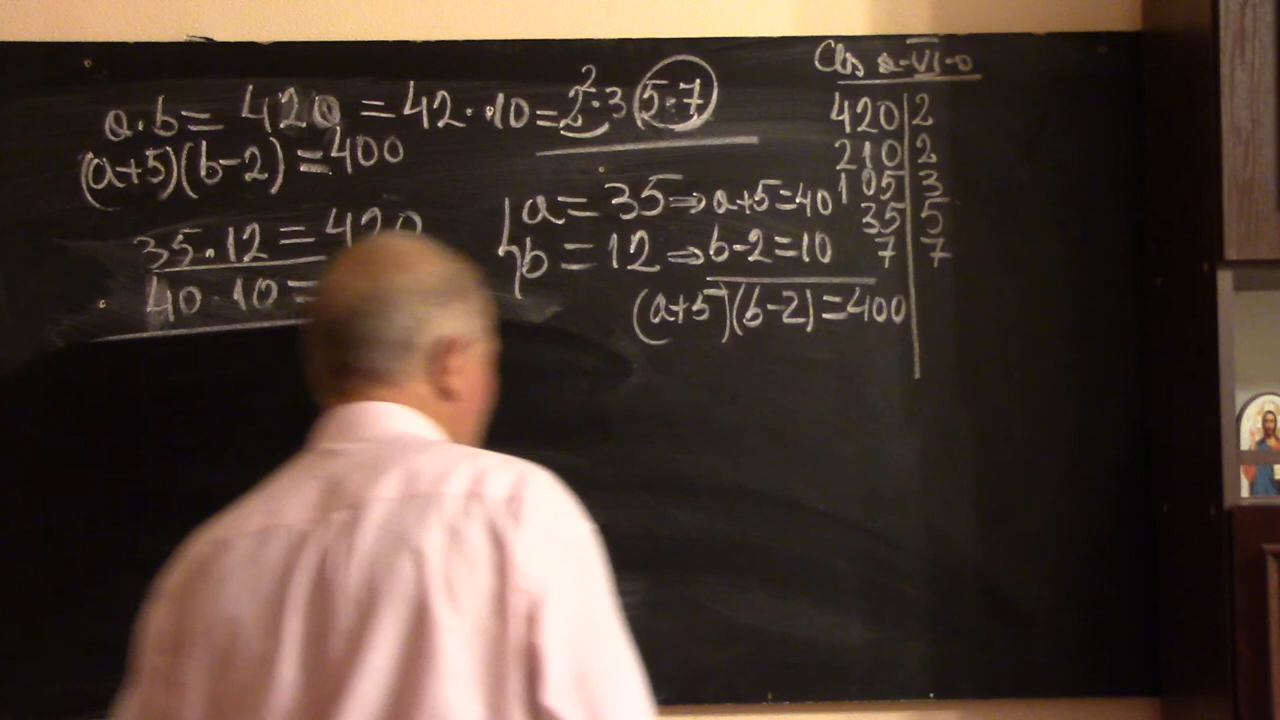 a·b = 420 = 42·10 = 2²·3·5·7
(a+5)(b-2) = 400
35·12 = 420
40·10 =
a = 35 ⇒ a+5=40
b = 12 ⇒ b-2=10
(a+5)(b-2)=400
Cls a-VI-a
420|2
210|2
105|3
35|5
7|7